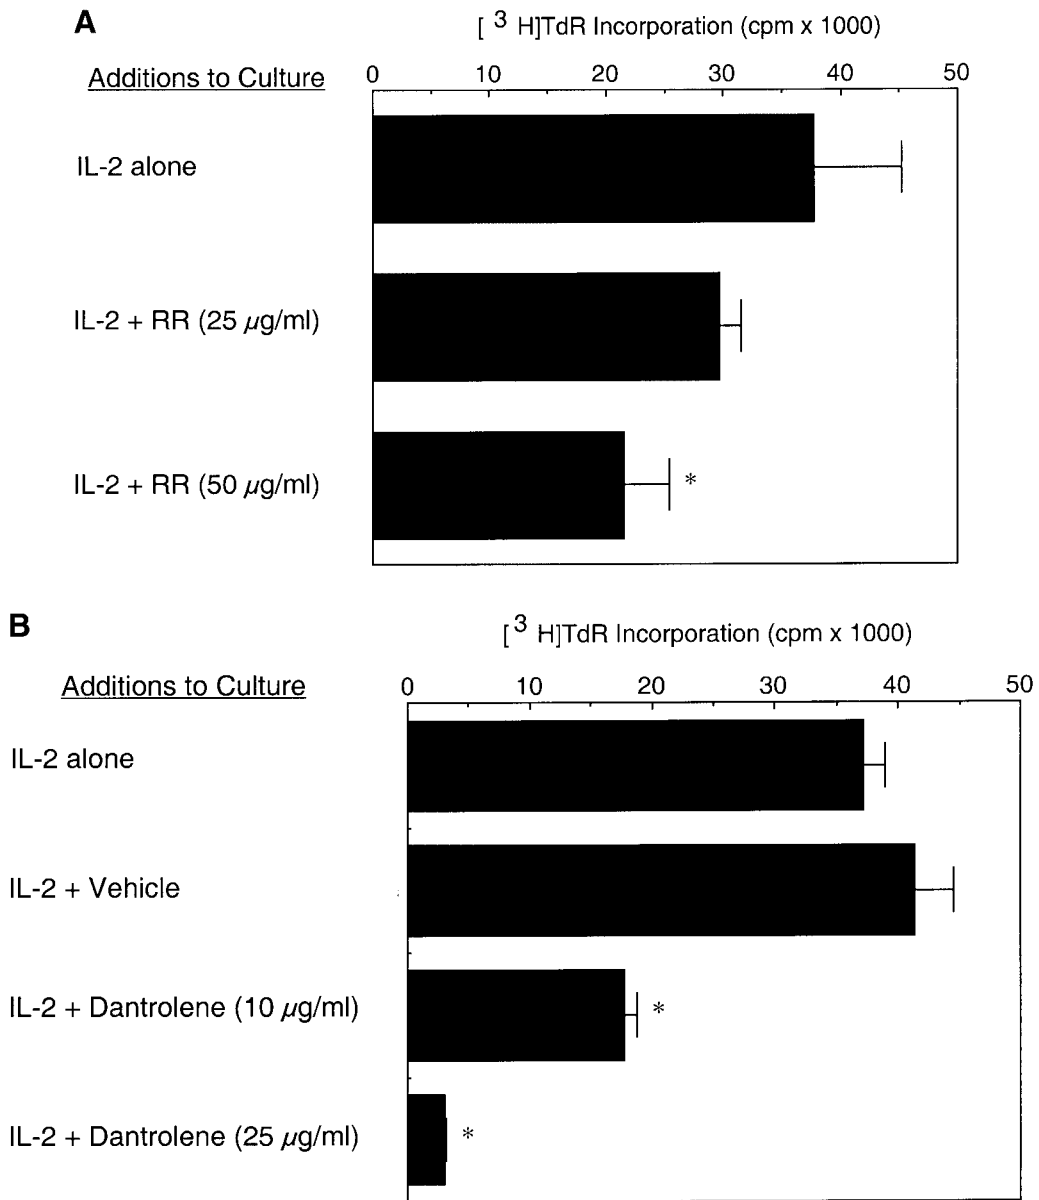 A
[ 3 H]TdR Incorporation (cpm x 1000)
Additions to Culture
0 10 20 30 40 50
IL-2 alone
IL-2 + RR (25 µg/ml)
IL-2 + RR (50 µg/ml)
*
B
[ 3 H]TdR Incorporation (cpm x 1000)
Additions to Culture
0 10 20 30 40 50
IL-2 alone
IL-2 + Vehicle
IL-2 + Dantrolene (10 µg/ml)
*
IL-2 + Dantrolene (25 µg/ml)
*